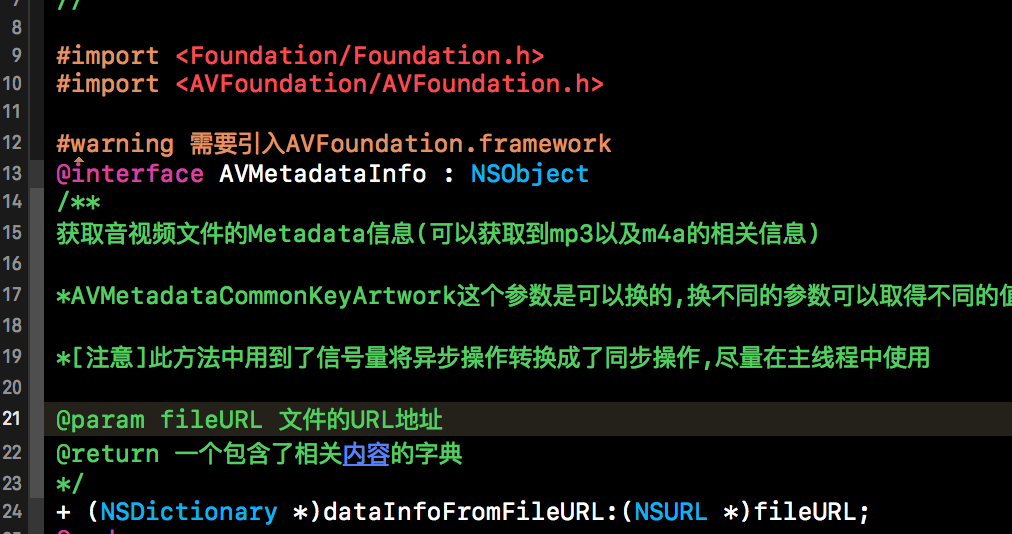 7 //
8
9 #import <Foundation/Foundation.h>
10 #import <AVFoundation/AVFoundation.h>
11
12 #warning 需要引入AVFoundation.framework
13 @interface AVMetadataInfo : NSObject
14 /**
15 获取音视频文件的Metadata信息(可以获取到mp3以及m4a的相关信息)
16
17 *AVMetadataCommonKeyArtwork这个参数是可以换的,换不同的参数可以取得不同的值
18
19 *[注意]此方法中用到了信号量将异步操作转换成了同步操作,尽量在主线程中使用
20
21 @param fileURL 文件的URL地址
22 @return 一个包含了相关内容的字典
23 */
24 + (NSDictionary *)dataInfoFromFileURL:(NSURL *)fileURL;